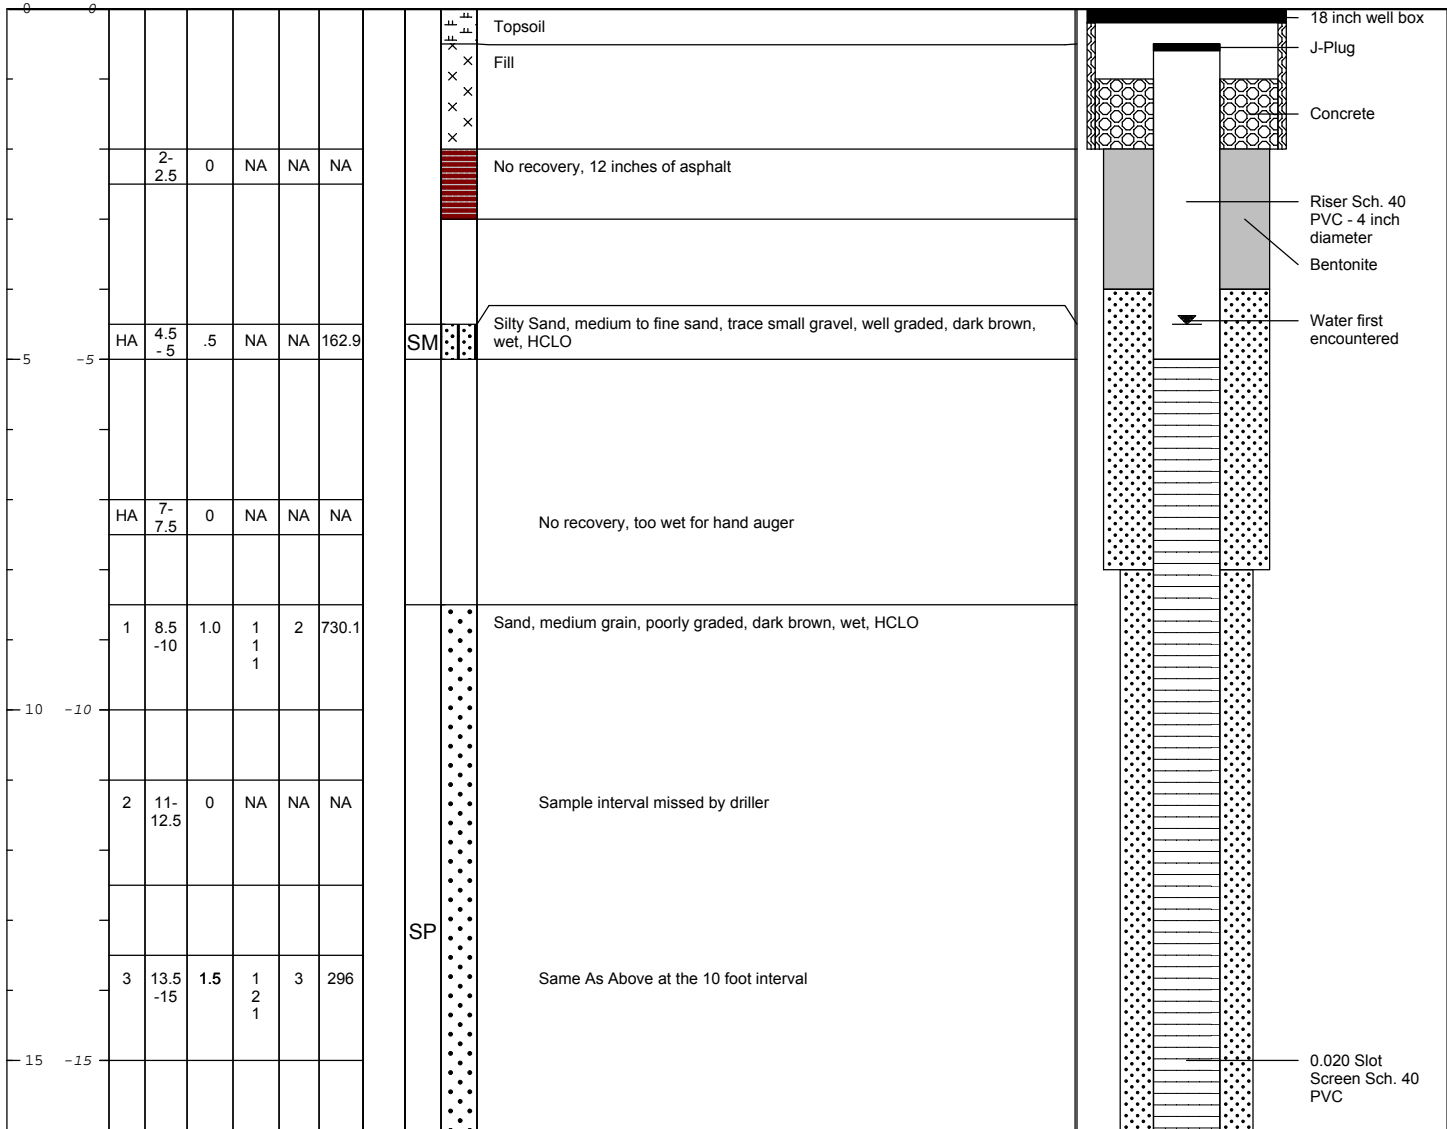 0 0
Topsoil
18 inch well box
J-Plug
Fill
Concrete
2-
2.5
0 NA NA NA
No recovery, 12 inches of asphalt
Riser Sch. 40
PVC - 4 inch
diameter
Bentonite
HA
4.5
- 5
.5 NA NA 162.9
SM
Silty Sand, medium to fine sand, trace small gravel, well graded, dark brown,
wet, HCLO
Water first
encountered
5 -5
HA
7-
7.5
0 NA NA NA
No recovery, too wet for hand auger
1
8.5
-10
1.0
1
1
1
2 730.1
Sand, medium grain, poorly graded, dark brown, wet, HCLO
10 -10
2
11-
12.5
0 NA NA NA
Sample interval missed by driller
SP
3
13.5
-15
1.5
1
2
1
3 296
Same As Above at the 10 foot interval
15 -15
0.020 Slot
Screen Sch. 40
PVC